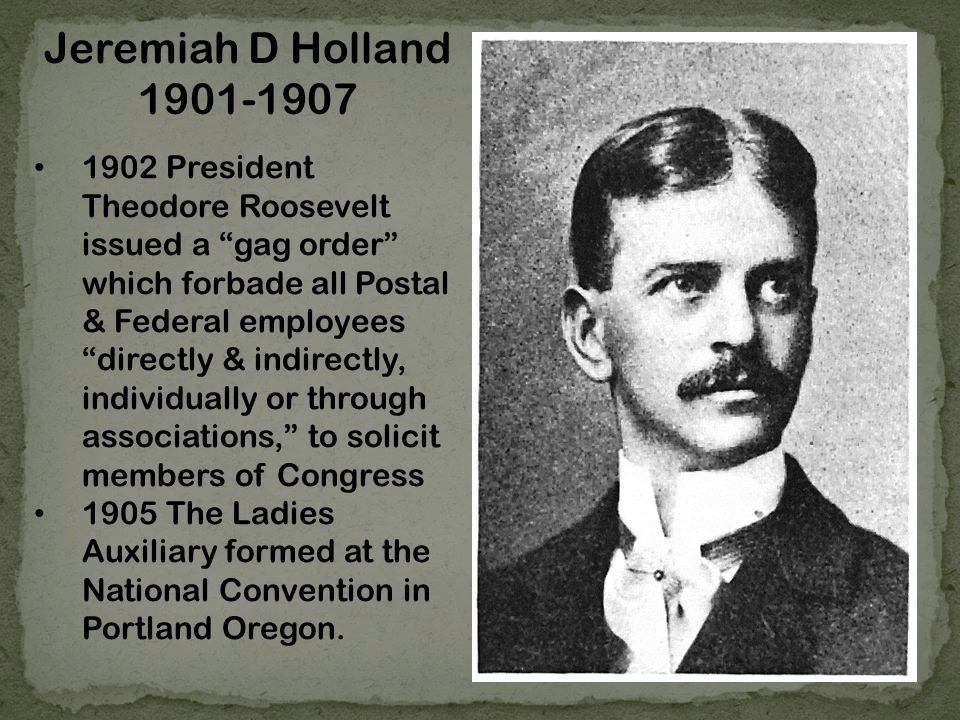 Jeremiah D Holland
1901-1907
• 1902 President
Theodore Roosevelt
issued a “gag order”
which forbade all Postal
& Federal employees
“directly & indirectly,
individually or through
associations,” to solicit
members of Congress
• 1905 The Ladies
Auxiliary formed at the
National Convention in
Portland Oregon.